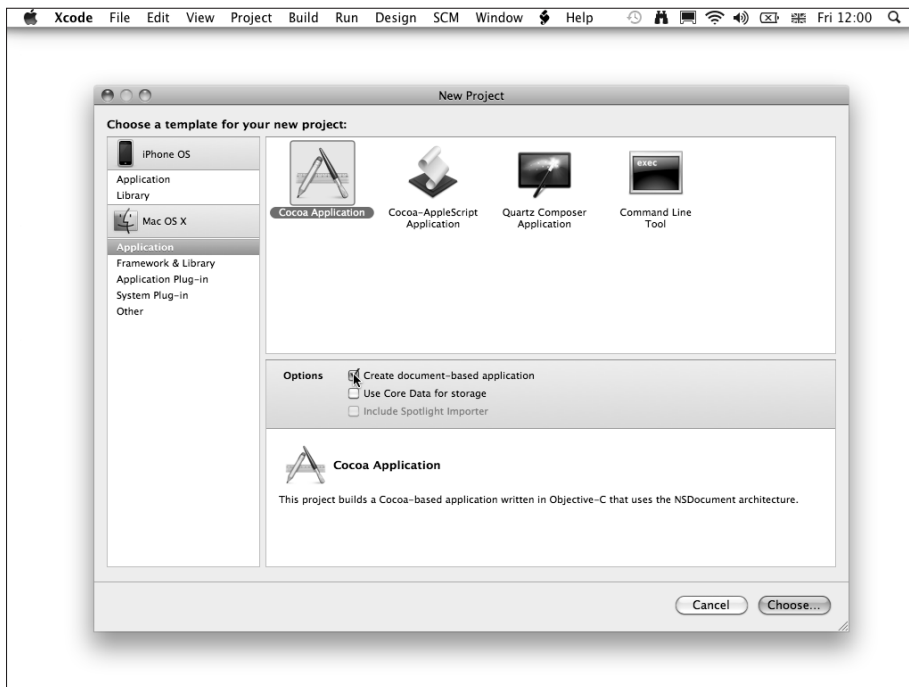 Xcode File Edit View Project Build Run Design SCM Window Help Fri 12:00
New Project
Choose a template for your new project:
iPhone OS
Application
Library
Mac OS X
Application
Framework & Library
Application Plug-in
System Plug-in
Other
Cocoa Application
Cocoa-AppleScript
Application
Quartz Composer
Application
exec
Command Line
Tool
Options
Create document-based application
Use Core Data for storage
Include Spotlight Importer
Cocoa Application
This project builds a Cocoa-based application written in Objective-C that uses the NSDocument architecture.
Cancel
Choose...